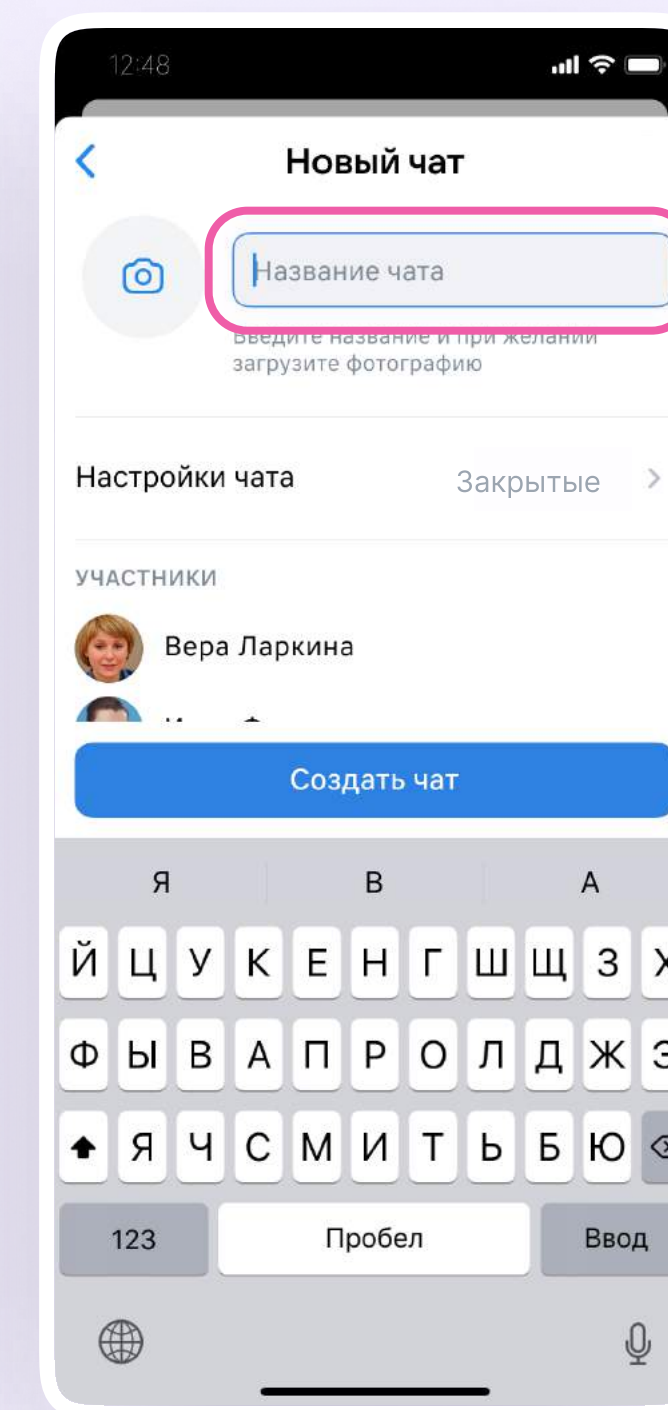 12:48
Новый чат
Название чата
Введите название и при желании
загрузите фотографию
Настройки чата
Закрытые
УЧАСТНИКИ
Вера Ларкина
Создать чат
Я В А
Й Ц У К Е Н Г Ш Щ З Х
Ф Ы В А П Р О Л Д Ж Э
Я Ч С М И Т Ь Б Ю
123 Пробел Ввод